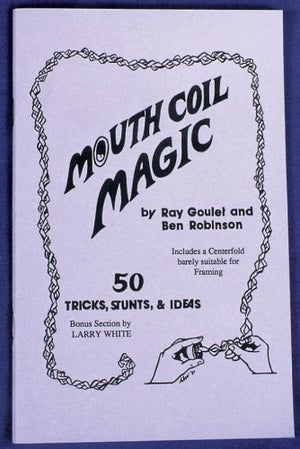 MOUTH COIL
MAGIC
by Ray Goulet and
Ben Robinson
Includes a Centerfold
barely suitable for
Framing
50
TRICKS, STUNTS, & IDEAS
Bonus Section by
LARRY WHITE